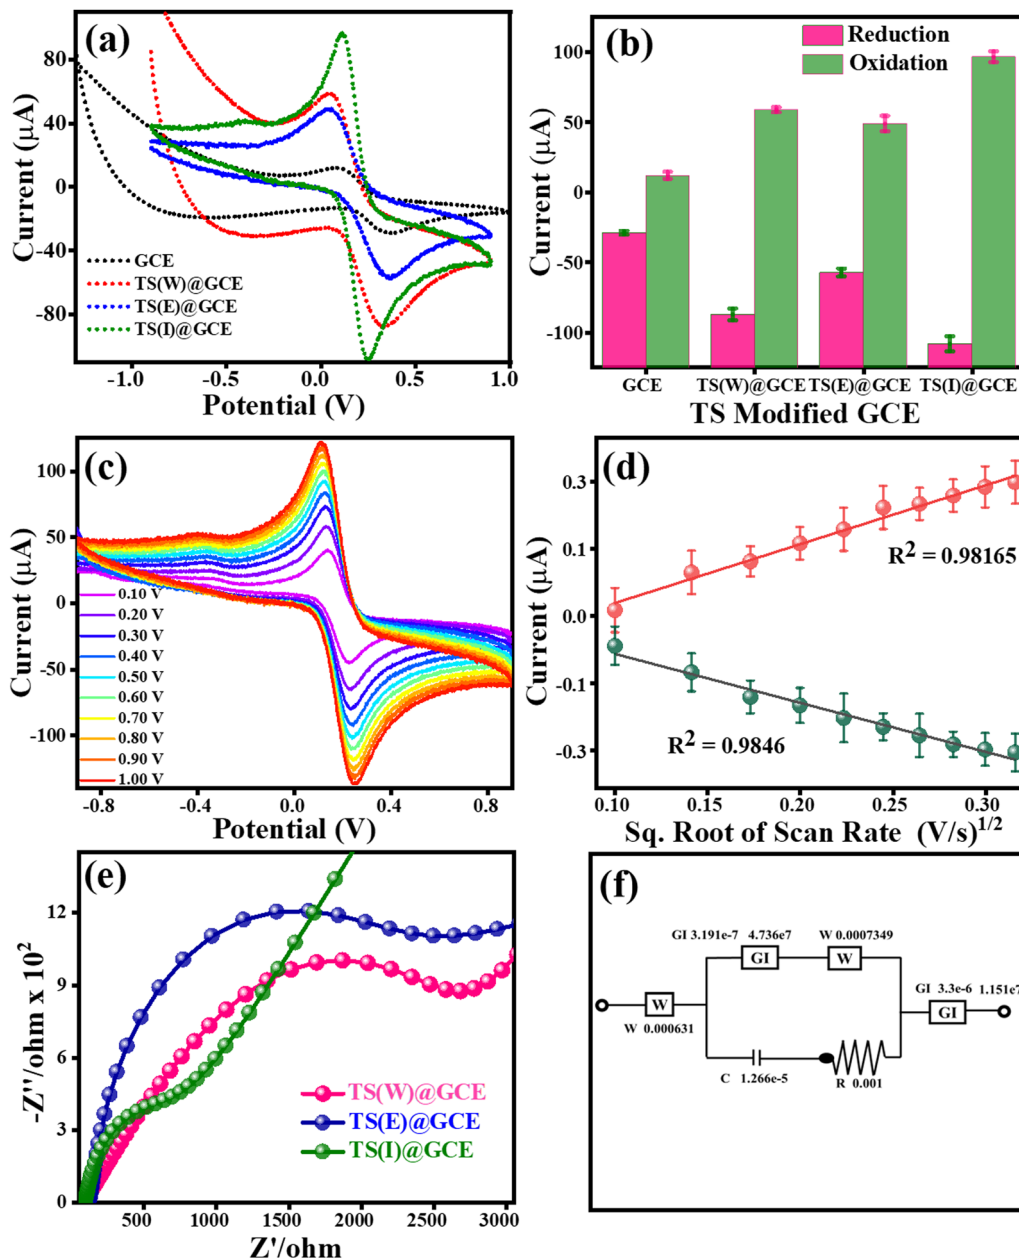 (a)
Current (µA)
80
40
0
-40
-80
GCE
TS(W)@GCE
TS(E)@GCE
TS(I)@GCE
-1.0 -0.5 0.0 0.5 1.0
Potential (V)
(b)
Reduction
Oxidation
Current (µA)
100
50
0
-50
-100
GCE TS(W)@GCE TS(E)@GCE TS(I)@GCE
TS Modified GCE
(c)
Current (µA)
100
50
0
-50
-100
0.10 V
0.20 V
0.30 V
0.40 V
0.50 V
0.60 V
0.70 V
0.80 V
0.90 V
1.00 V
-0.8 -0.4 0.0 0.4 0.8
Potential (V)
(d)
Current (µA)
0.3
0.1
0.0
-0.1
-0.3
R² = 0.98165
R² = 0.9846
0.10 0.15 0.20 0.25 0.30
Sq. Root of Scan Rate (V/s)^1/2
(e)
-Z''/ohm x 10²
12
9
6
3
0
TS(W)@GCE
TS(E)@GCE
TS(I)@GCE
500 1000 1500 2000 2500 3000
Z'/ohm
(f)
GI 3.191e-7 4.736e7 W 0.0007349
GI W
GI 3.3e-6 1.151e7
W GI
W 0.000631
C 1.266e-5 R 0.001